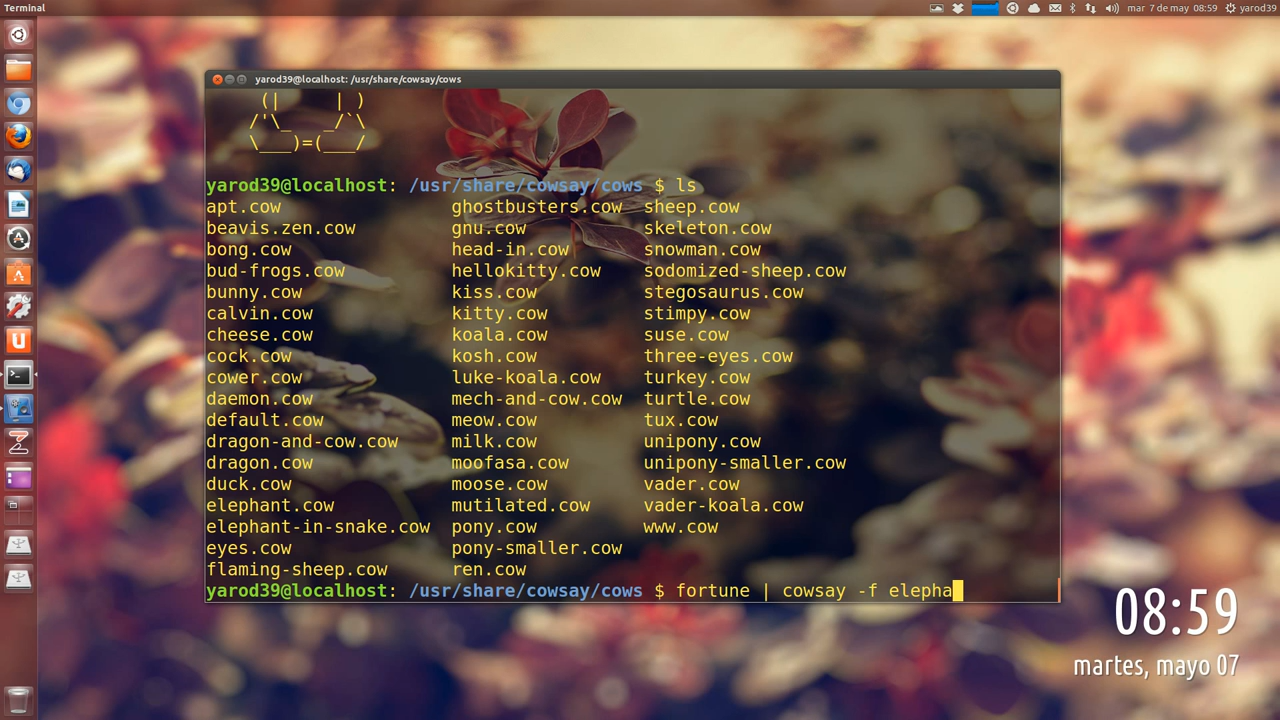 Terminal
mar 7 de may 08:59 yarod39
yarod39@localhost: /usr/share/cowsay/cows
(|      | )
/'\_   _/`\
\___)=(___/
yarod39@localhost: /usr/share/cowsay/cows $ ls
apt.cow ghostbusters.cow sheep.cow
beavis.zen.cow gnu.cow skeleton.cow
bong.cow head-in.cow snowman.cow
bud-frogs.cow hellokitty.cow sodomized-sheep.cow
bunny.cow kiss.cow stegosaurus.cow
calvin.cow kitty.cow stimpy.cow
cheese.cow koala.cow suse.cow
cock.cow kosh.cow three-eyes.cow
cower.cow luke-koala.cow turkey.cow
daemon.cow mech-and-cow.cow turtle.cow
default.cow meow.cow tux.cow
dragon-and-cow.cow milk.cow unipony.cow
dragon.cow moofasa.cow unipony-smaller.cow
duck.cow moose.cow vader.cow
elephant.cow mutilated.cow vader-koala.cow
elephant-in-snake.cow pony.cow www.cow
eyes.cow pony-smaller.cow
flaming-sheep.cow ren.cow
yarod39@localhost: /usr/share/cowsay/cows $ fortune | cowsay -f elepha
08:59
martes, mayo 07